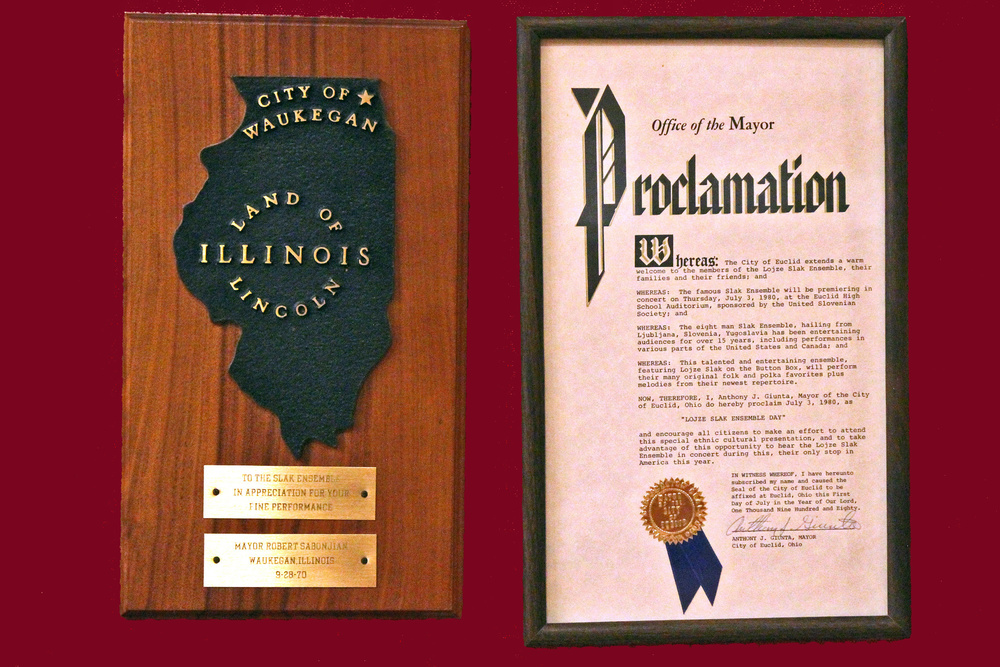 CITY OF
WAUKEGAN
LAND OF
ILLINOIS
LINCOLN
TO THE SLAK ENSEMBLE
IN APPRECIATION FOR YOUR
FINE PERFORMANCE
MAYOR ROBERT SABONJIAN
WAUKEGAN, ILLINOIS
9-28-70
Office of the Mayor
Proclamation
Whereas: The City of Euclid extends a warm
welcome to the members of the Lojze Slak Ensemble, their
families and their friends; and
WHEREAS: The famous Slak Ensemble will be premiering in
concert on Thursday, July 3, 1980, at the Euclid High
School Auditorium, sponsored by the United Slovenian
Society; and
WHEREAS: The eight man Slak Ensemble, hailing from
Ljubljana, Slovenia, Yugoslavia has been entertaining
audiences for over 15 years, including performances in
various parts of the United States and Canada; and
WHEREAS: This talented and entertaining ensemble,
featuring Lojze Slak on the Button Box, will perform
their many original folk and polka favorites plus
melodies from their newest repertoire.
NOW, THEREFORE, I, Anthony J. Giunta, Mayor of the City
of Euclid, Ohio do hereby proclaim July 3, 1980, as
"LOJZE SLAK ENSEMBLE DAY"
and encourage all citizens to make an effort to attend
this special ethnic cultural presentation, and to take
advantage of this opportunity to hear the Lojze Slak
Ensemble in concert during this, their only stop in
America this year.
IN WITNESS WHEREOF, I have hereunto
subscribed my name and caused the
Seal of the City of Euclid to be
affixed at Euclid, Ohio this First
Day of July in the Year of Our Lord,
One Thousand Nine Hundred and Eighty.
Anthony J. Giunta
ANTHONY J. GIUNTA, MAYOR
City of Euclid, Ohio